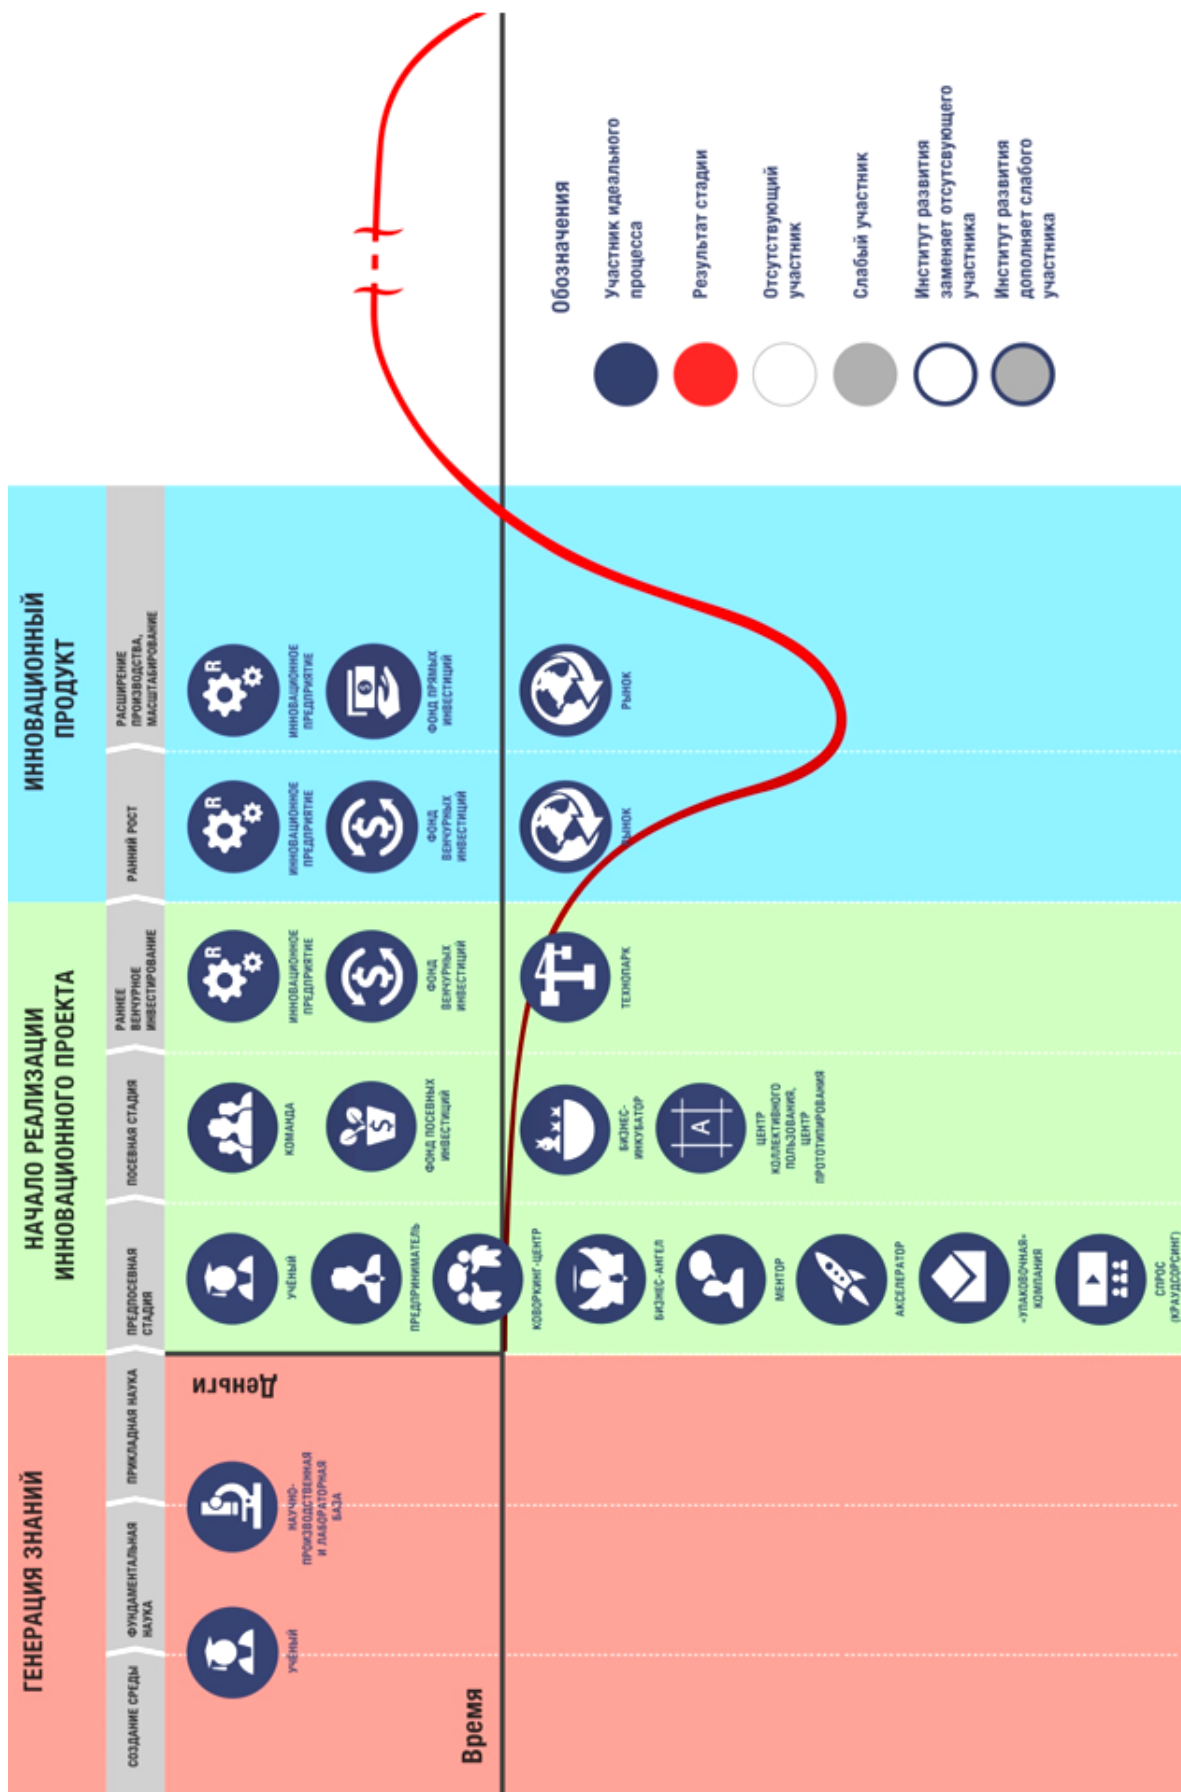 ГЕНЕРАЦИЯ ЗНАНИЙ
НАЧАЛО РЕАЛИЗАЦИИ
ИННОВАЦИОННОГО ПРОЕКТА
ИННОВАЦИОННЫЙ
ПРОДУКТ
СОЗДАНИЕ СРЕДЫ
ФУНДАМЕНТАЛЬНАЯ
НАУКА
ПРИКЛАДНАЯ НАУКА
ПРЕДПОСЕВНАЯ
СТАДИЯ
ПОСЕВНАЯ СТАДИЯ
РАННЕЕ
ВЕНЧУРНОЕ
ИНВЕСТИРОВАНИЕ
РАННИЙ РОСТ
РАСШИРЕНИЕ
ПРОИЗВОДСТВА,
МАСШТАБИРОВАНИЕ
УЧЁНЫЙ
НАУЧНО-
ПРОИЗВОДСТВЕННАЯ
И ЛАБОРАТОРНАЯ
БАЗА
Деньги
Время
УЧЁНЫЙ
ПРЕДПРИНИМАТЕЛЬ
КОВОРКИНГ-ЦЕНТР
БИЗНЕС-АНГЕЛ
МЕНТОР
АКСЕЛЕРАТОР
«УПАКОВОЧНАЯ»
КОМПАНИЯ
СПРОС
(КРАУДСОРСИНГ)
КОМАНДА
$
ФОНД ПОСЕВНЫХ
ИНВЕСТИЦИЙ
БИЗНЕС-
ИНКУБАТОР
A
ЦЕНТР
КОЛЛЕКТИВНОГО
ПОЛЬЗОВАНИЯ,
ЦЕНТР
ПРОТОТИПИРОВАНИЯ
R
ИННОВАЦИОННОЕ
ПРЕДПРИЯТИЕ
$
ФОНД
ВЕНЧУРНЫХ
ИНВЕСТИЦИЙ
ТЕХНОПАРК
R
ИННОВАЦИОННОЕ
ПРЕДПРИЯТИЕ
$
ФОНД
ВЕНЧУРНЫХ
ИНВЕСТИЦИЙ
РЫНОК
R
ИННОВАЦИОННОЕ
ПРЕДПРИЯТИЕ
$
ФОНД ПРЯМЫХ
ИНВЕСТИЦИЙ
РЫНОК
Обозначения
Участник идеального
процесса
Результат стадии
Отсутствующий
участник
Слабый участник
Институт развития
заменяет отсутсвующего
участника
Институт развития
дополняет слабого
участника